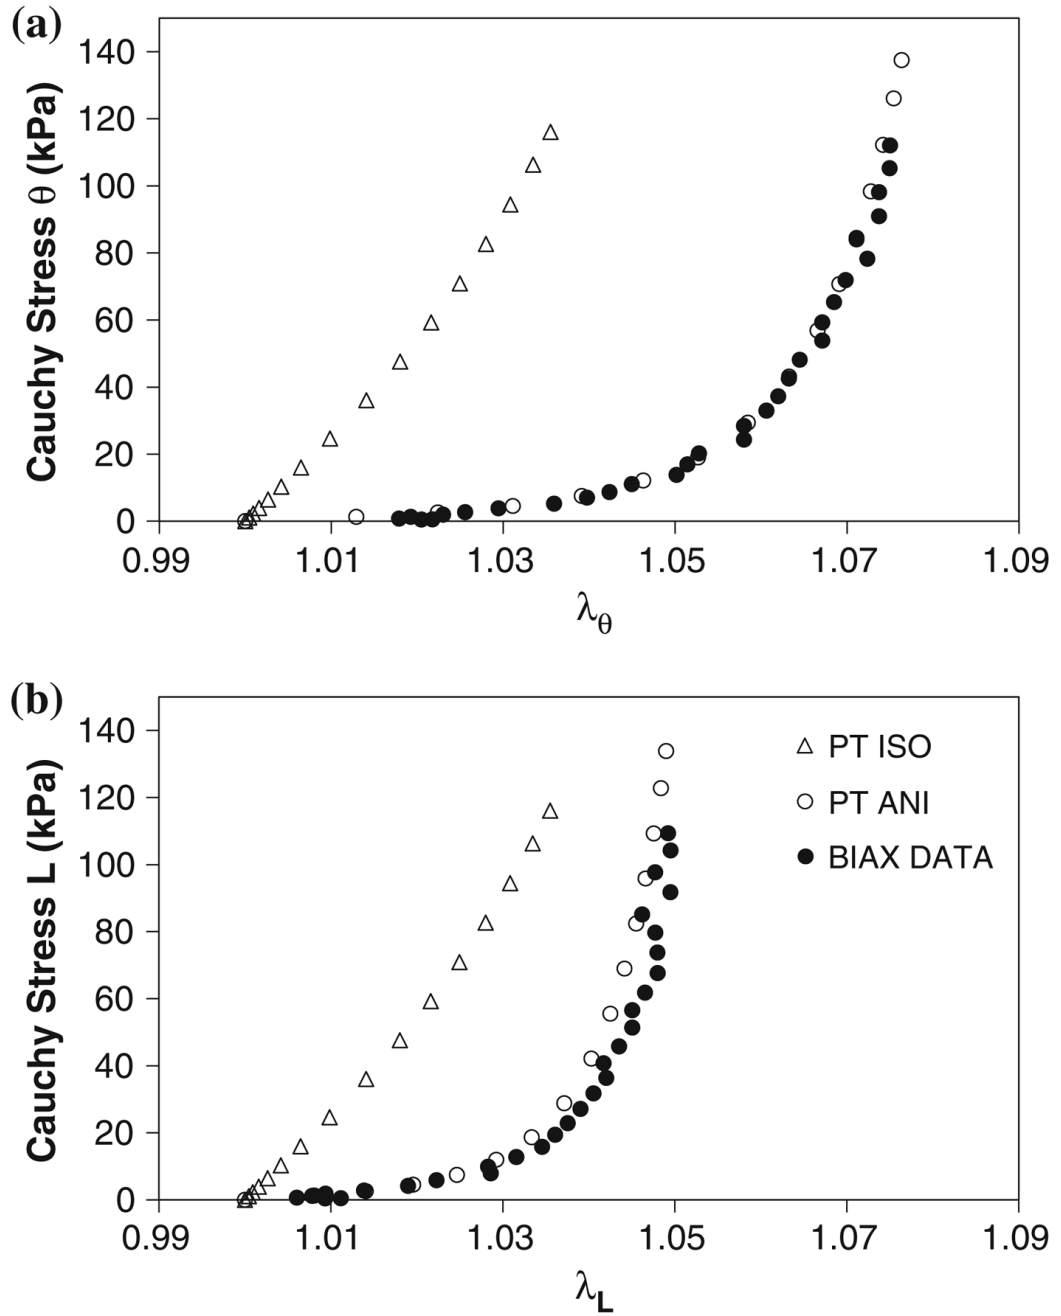 (a)
Cauchy Stress θ (kPa)
140
120
100
80
60
40
20
0
0.99 1.01 1.03 1.05 1.07 1.09
λθ
(b)
Cauchy Stress L (kPa)
140
120
100
80
60
40
20
0
PT ISO
PT ANI
BIAX DATA
0.99 1.01 1.03 1.05 1.07 1.09
λL